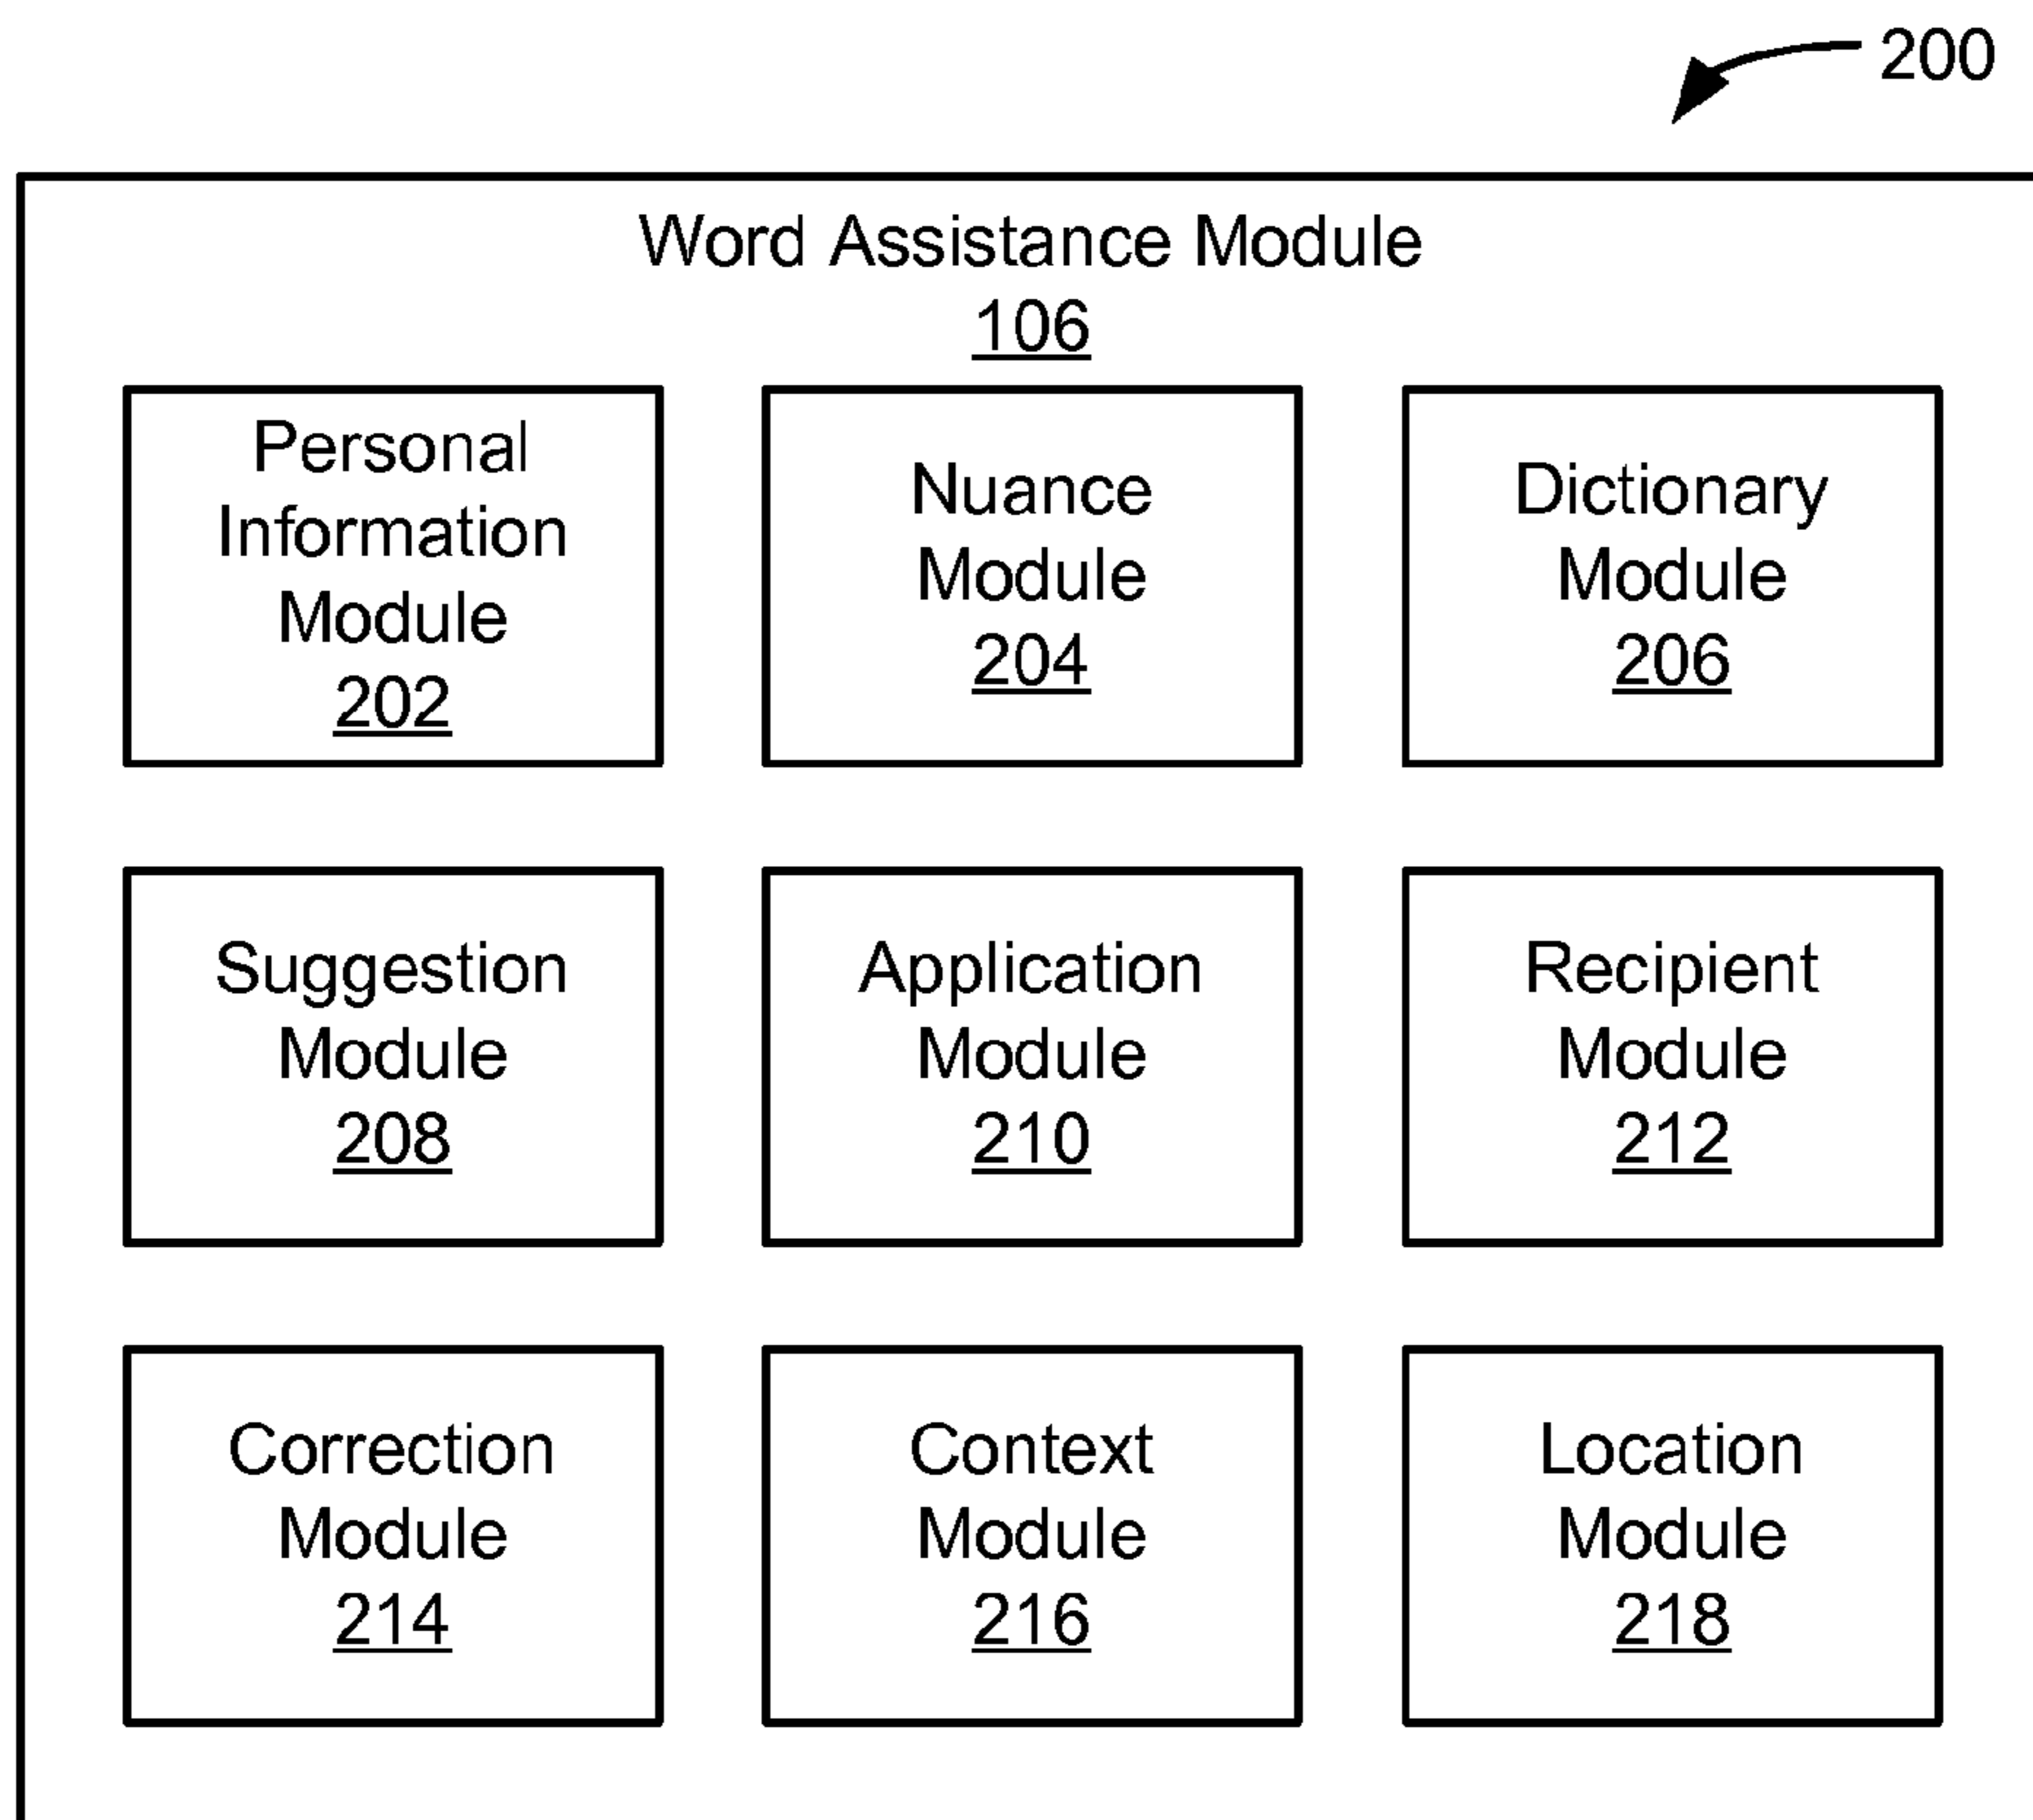 200
Word Assistance Module
106
Personal
Information
Module
202
Nuance
Module
204
Dictionary
Module
206
Suggestion
Module
208
Application
Module
210
Recipient
Module
212
Correction
Module
214
Context
Module
216
Location
Module
218